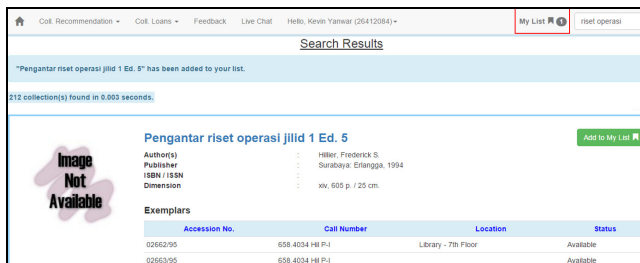 Coll. Recommendation Coll. Loans Feedback Live Chat Hello, Kevin Yanwar (26412084) My List 1 riset operasi
Search Results
"Pengantar riset operasi jilid 1 Ed. 5" has been added to your list.
212 collection(s) found in 0.003 seconds.
Image
Not
Available
Pengantar riset operasi jilid 1 Ed. 5
Add to My List
Author(s) : Hillier, Frederick S.
Publisher : Surabaya: Erlangga, 1994
ISBN / ISSN :
Dimension : xiv, 605 p. / 25 cm.
Exemplars
Accession No. Call Number Location Status
02662/95 658.4034 Hil P-I Library - 7th Floor Available
02663/95 658.4034 Hil P-I Available